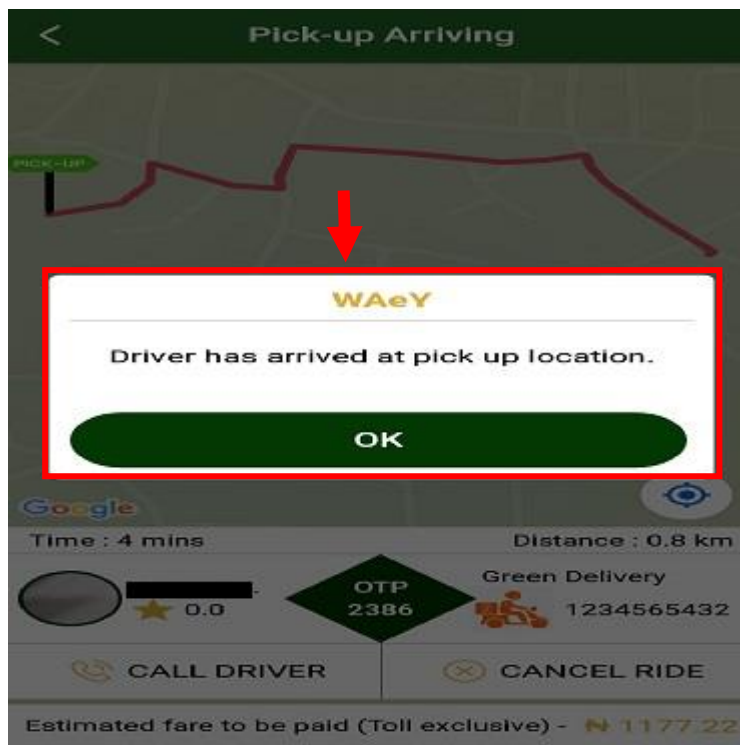 < Pick-up Arriving
PICK-UP
WAeY
Driver has arrived at pick up location.
OK
Google
Time : 4 mins Distance : 0.8 km
OTP Green Delivery
0.0 2386 1234565432
CALL DRIVER CANCEL RIDE
Estimated fare to be paid (Toll exclusive) - ₦ 1177.22